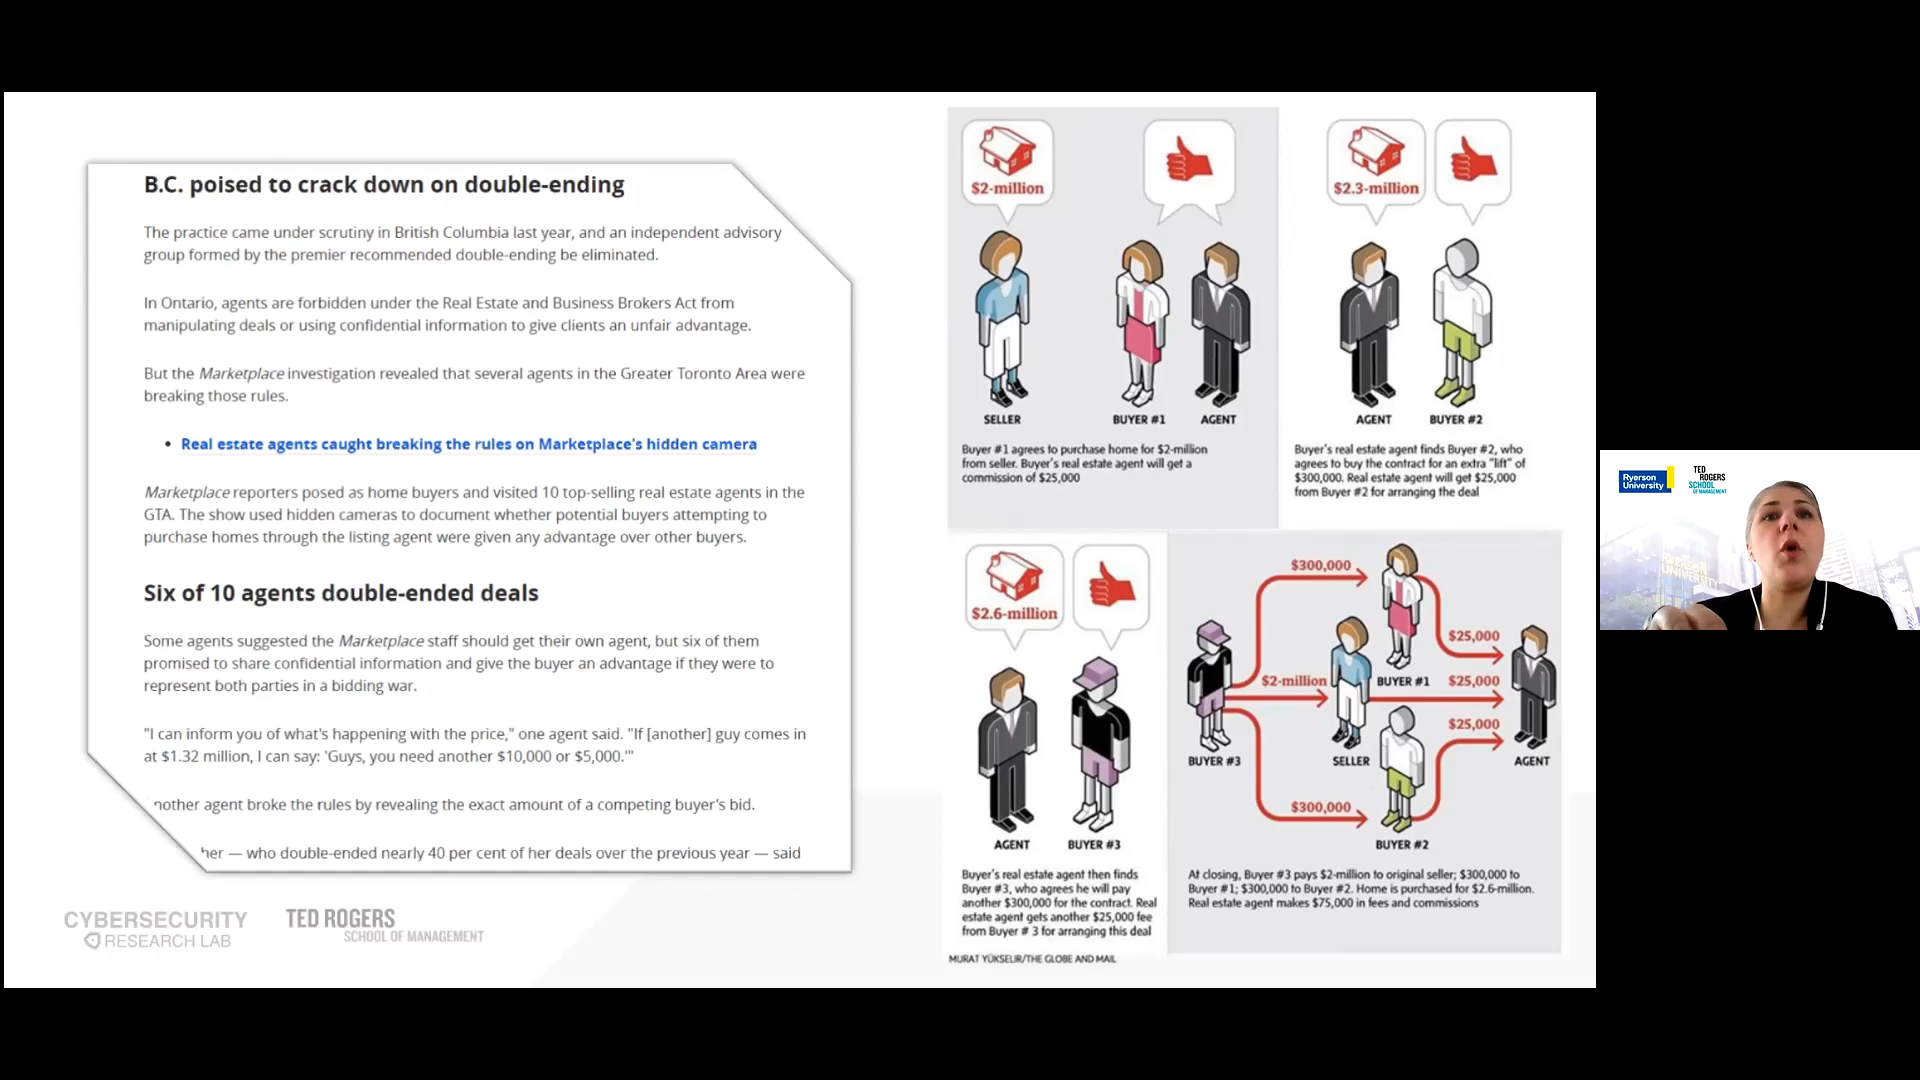 B.C. poised to crack down on double-ending
The practice came under scrutiny in British Columbia last year, and an independent advisory
group formed by the premier recommended double-ending be eliminated.
In Ontario, agents are forbidden under the Real Estate and Business Brokers Act from
manipulating deals or using confidential information to give clients an unfair advantage.
But the Marketplace investigation revealed that several agents in the Greater Toronto Area were
breaking those rules.
• Real estate agents caught breaking the rules on Marketplace's hidden camera
Marketplace reporters posed as home buyers and visited 10 top-selling real estate agents in the
GTA. The show used hidden cameras to document whether potential buyers attempting to
purchase homes through the listing agent were given any advantage over other buyers.
Six of 10 agents double-ended deals
Some agents suggested the Marketplace staff should get their own agent, but six of them
promised to share confidential information and give the buyer an advantage if they were to
represent both parties in a bidding war.
"I can inform you of what's happening with the price," one agent said. "If [another] guy comes in
at $1.32 million, I can say: 'Guys, you need another $10,000 or $5,000.'"
nother agent broke the rules by revealing the exact amount of a competing buyer's bid.
her — who double-ended nearly 40 per cent of her deals over the previous year — said
CYBERSECURITY
RESEARCH LAB
TED ROGERS
SCHOOL OF MANAGEMENT
$2-million
SELLER
BUYER #1
AGENT
Buyer #1 agrees to purchase home for $2-million
from seller. Buyer's real estate agent will get a
commission of $25,000
$2.3-million
AGENT
BUYER #2
Buyer's real estate agent finds Buyer #2, who
agrees to buy the contract for an extra "lift" of
$300,000. Real estate agent will get $25,000
from Buyer #2 for arranging the deal
$2.6-million
AGENT
BUYER #3
Buyer's real estate agent then finds
Buyer #3, who agrees he will pay
another $300,000 for the contract. Real
estate agent gets another $25,000 fee
from Buyer # 3 for arranging this deal
$300,000
$25,000
$2-million
BUYER #1
$25,000
$25,000
BUYER #3
SELLER
AGENT
$300,000
BUYER #2
At closing, Buyer #3 pays $2-million to original seller; $300,000 to
Buyer #1; $300,000 to Buyer #2. Home is purchased for $2.6-million.
Real estate agent makes $75,000 in fees and commissions
MURAT YÜKSELIR/THE GLOBE AND MAIL
Ryerson
University
TED
ROGERS
SCHOOL
OF MANAGEMENT